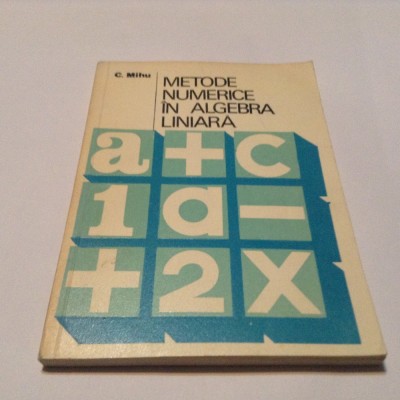 C. Mihu
METODE
NUMERICE
ÎN ALGEBRA
LINIARĂ
a+c
1a−
+2X